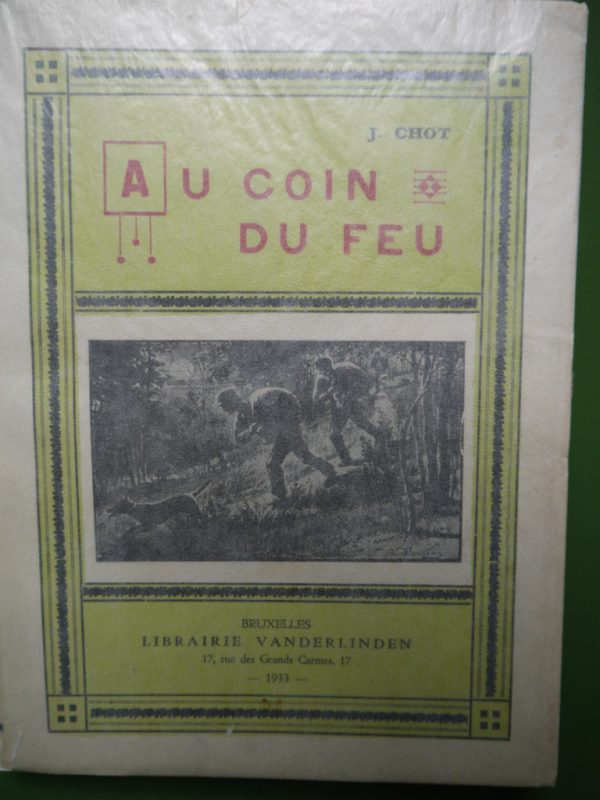 J. CHOT
AU COIN
DU FEU
BRUXELLES
LIBRAIRIE VANDERLINDEN
17, rue des Grands Carmes, 17
— 1933 —